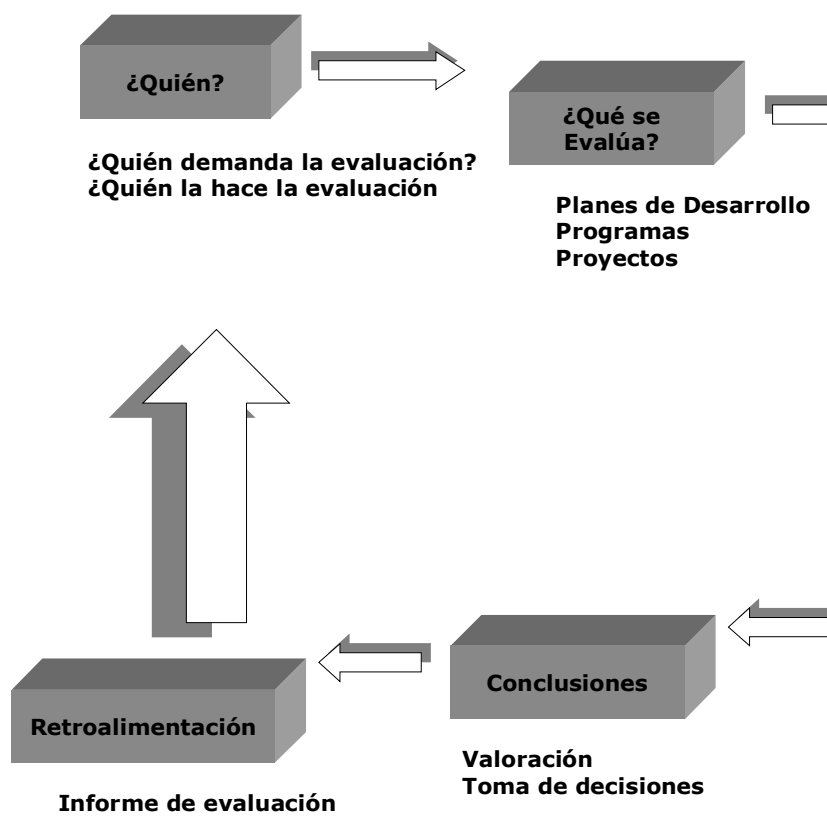 ¿Quién?
¿Quién demanda la evaluación?
¿Quién la hace la evaluación
¿Qué se
Evalúa?
Planes de Desarrollo
Programas
Proyectos
Conclusiones
Valoración
Toma de decisiones
Retroalimentación
Informe de evaluación